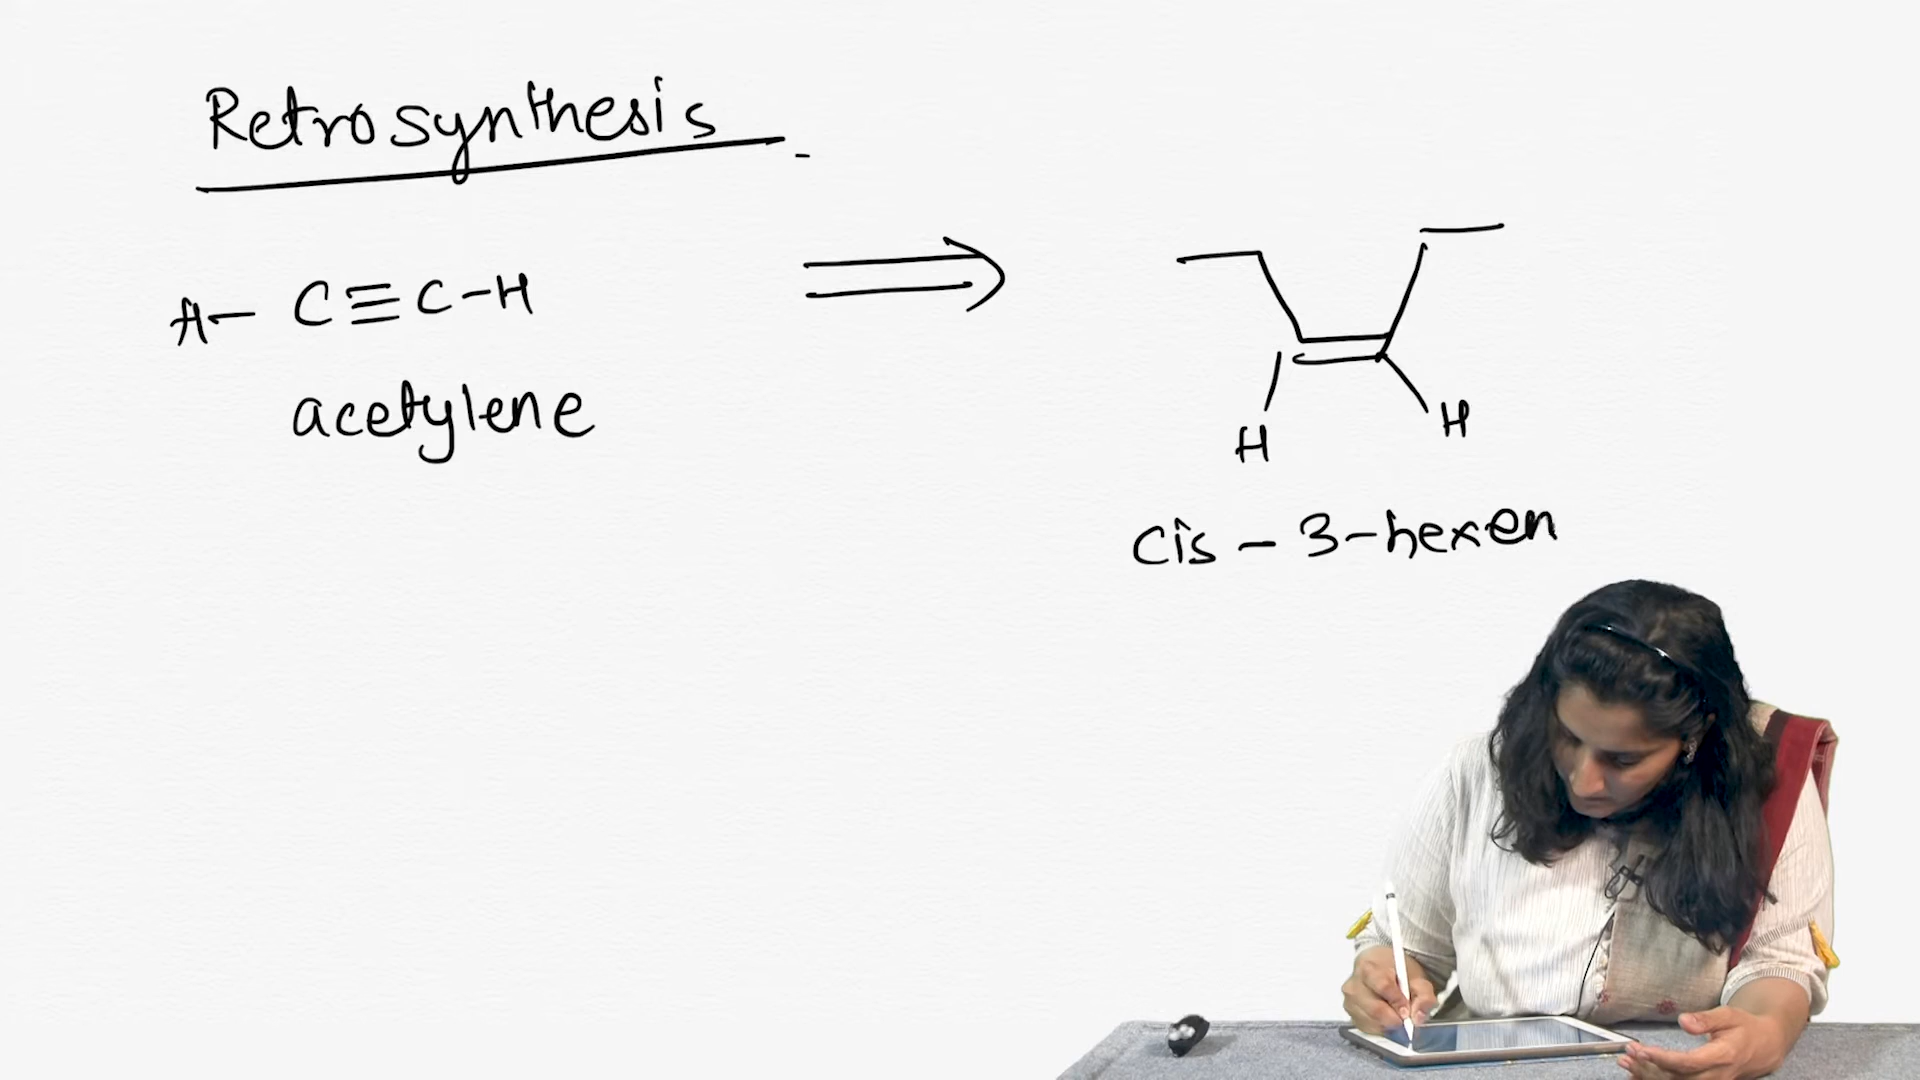 Retrosynthesis
H- C≡C-H
acetylene
H
H
cis - 3-hexen